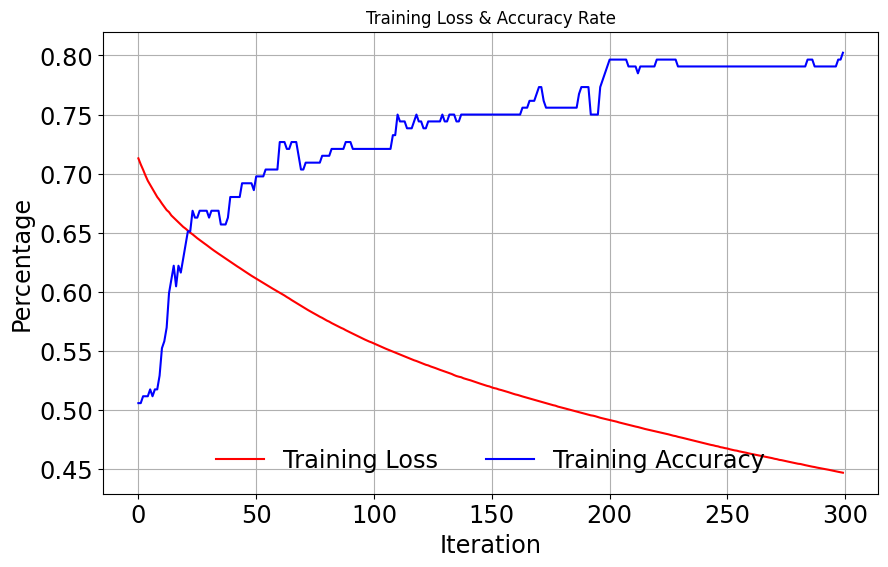 Training Loss & Accuracy Rate
Percentage
0.80
0.75
0.70
0.65
0.60
0.55
0.50
0.45
Training Loss Training Accuracy
0 50 100 150 200 250 300
Iteration